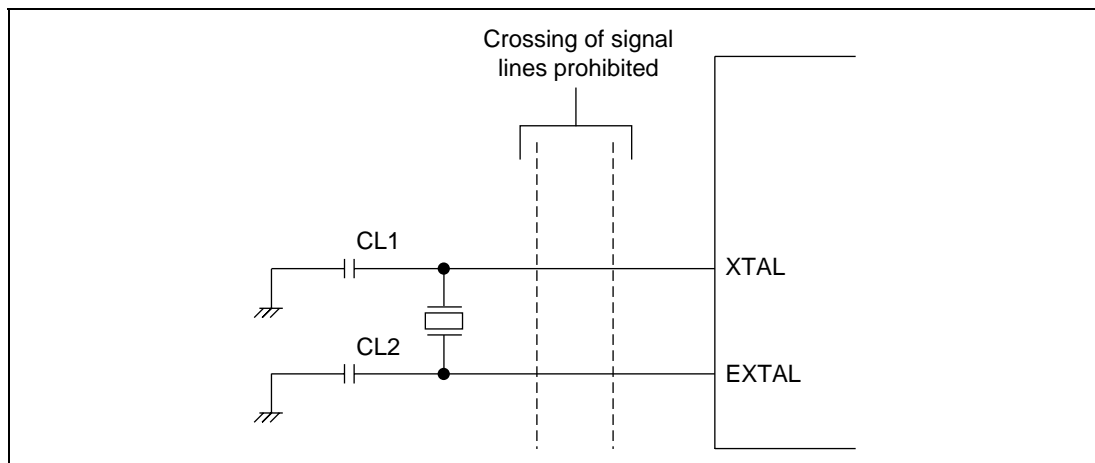 Crossing of signal
lines prohibited
CL1
XTAL
CL2
EXTAL